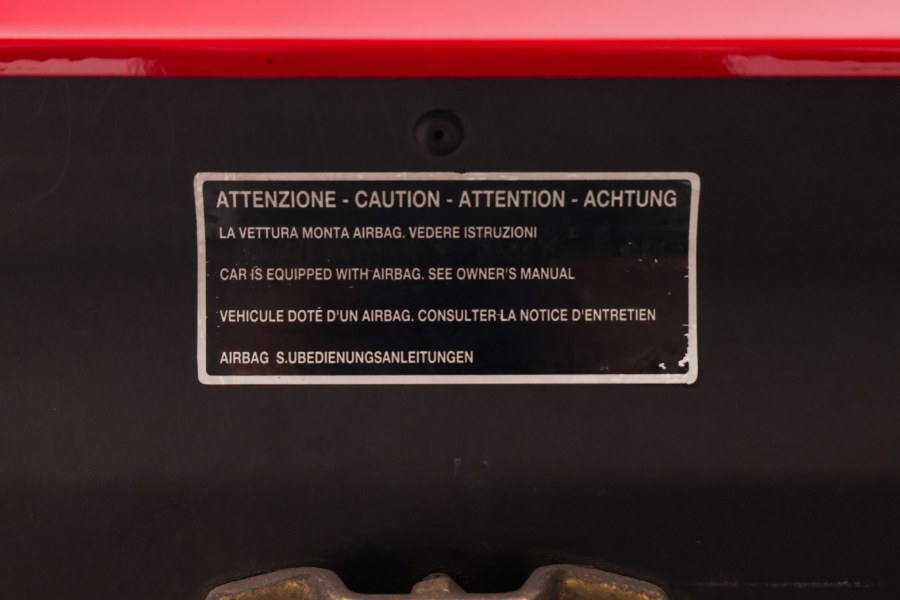 ATTENZIONE - CAUTION - ATTENTION - ACHTUNG
LA VETTURA MONTA AIRBAG. VEDERE ISTRUZIONI
CAR IS EQUIPPED WITH AIRBAG. SEE OWNER'S MANUAL
VEHICULE DOTÉ D'UN AIRBAG. CONSULTER LA NOTICE D'ENTRETIEN
AIRBAG S.UBEDIENUNGSANLEITUNGEN